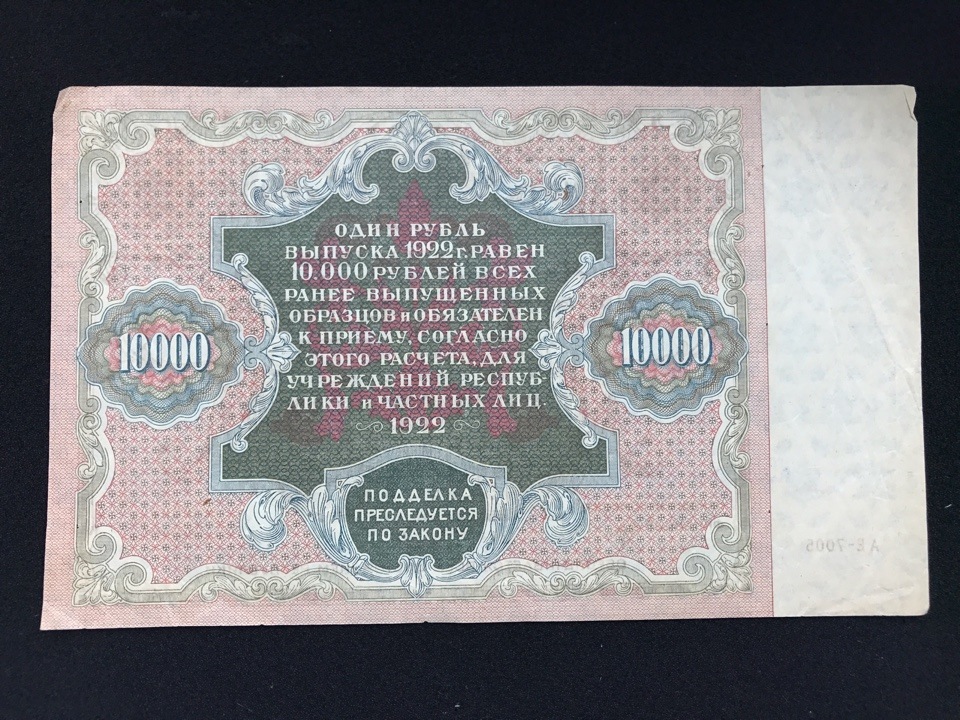 ОДИН РУБЛЬ
ВЫПУСКА 1922 г. РАВЕН
10.000 РУБЛЕЙ ВСЕХ
РАНЕЕ ВЫПУЩЕННЫХ
ОБРАЗЦОВ и ОБЯЗАТЕЛЕН
К ПРИЕМУ, СОГЛАСНО
ЭТОГО РАСЧЕТА, ДЛЯ
УЧРЕЖДЕНИЙ РЕСПУБ-
ЛИКИ и ЧАСТНЫХ ЛИЦ.
1922
10000
10000
ПОДДЕЛКА
ПРЕСЛЕДУЕТСЯ
ПО ЗАКОНУ